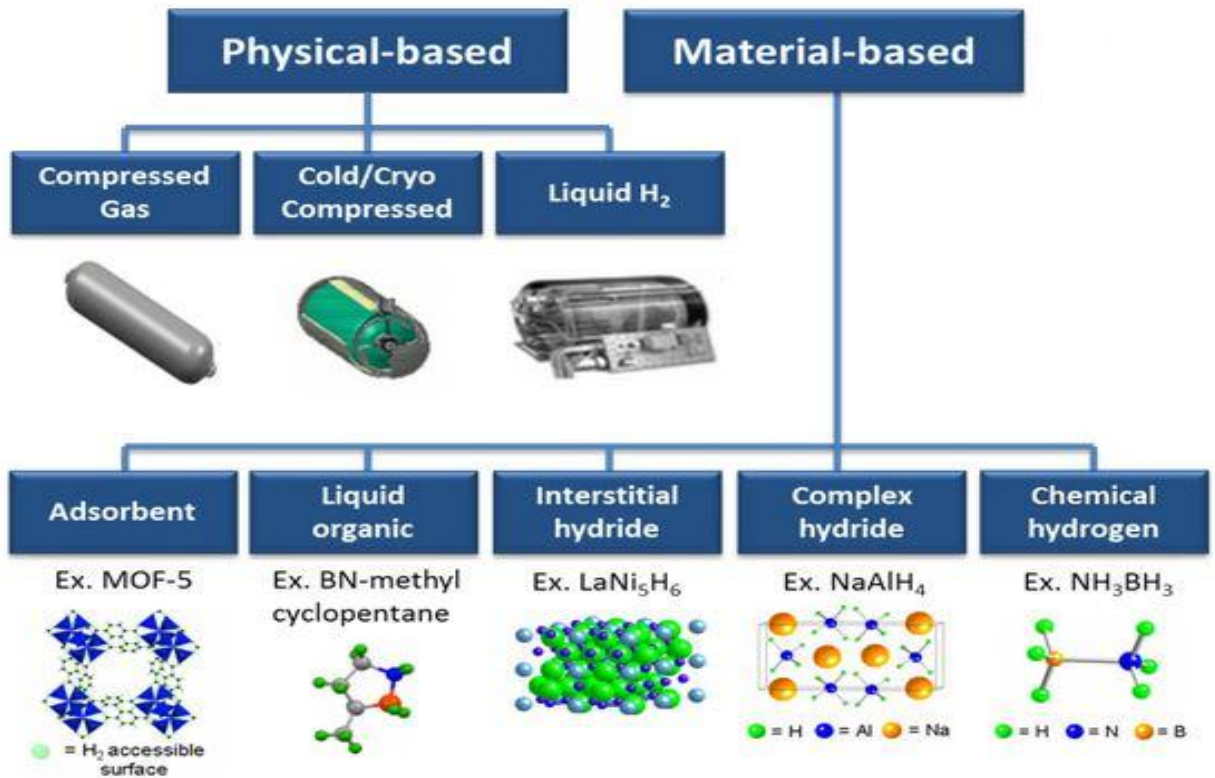 Physical-based
Material-based
Compressed
Gas
Cold/Cryo
Compressed
Liquid H₂
Adsorbent
Liquid
organic
Interstitial
hydride
Complex
hydride
Chemical
hydrogen
Ex. MOF-5
Ex. BN-methyl
cyclopentane
Ex. LaNi₅H₆
Ex. NaAlH₄
Ex. NH₃BH₃
= H₂ accessible
surface
= H = Al = Na
= H = N = B